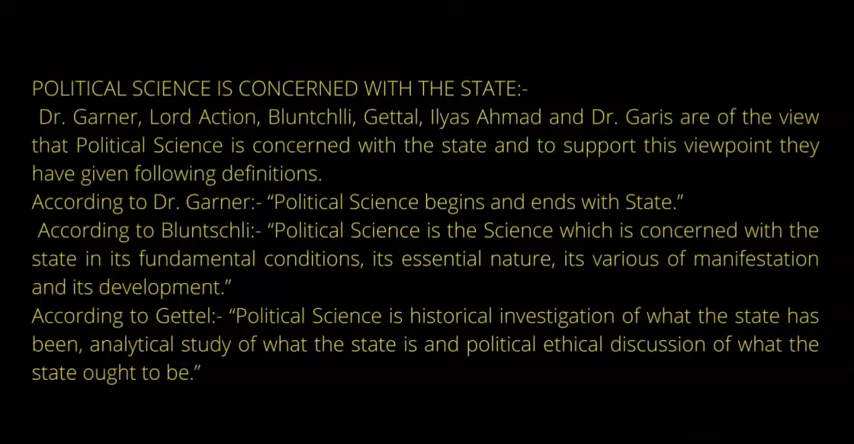 POLITICAL SCIENCE IS CONCERNED WITH THE STATE:-
Dr. Garner, Lord Action, Bluntchlli, Gettal, Ilyas Ahmad and Dr. Garis are of the view
that Political Science is concerned with the state and to support this viewpoint they
have given following definitions.
According to Dr. Garner:- “Political Science begins and ends with State.”
According to Bluntschli:- “Political Science is the Science which is concerned with the
state in its fundamental conditions, its essential nature, its various of manifestation
and its development.”
According to Gettel:- “Political Science is historical investigation of what the state has
been, analytical study of what the state is and political ethical discussion of what the
state ought to be.”